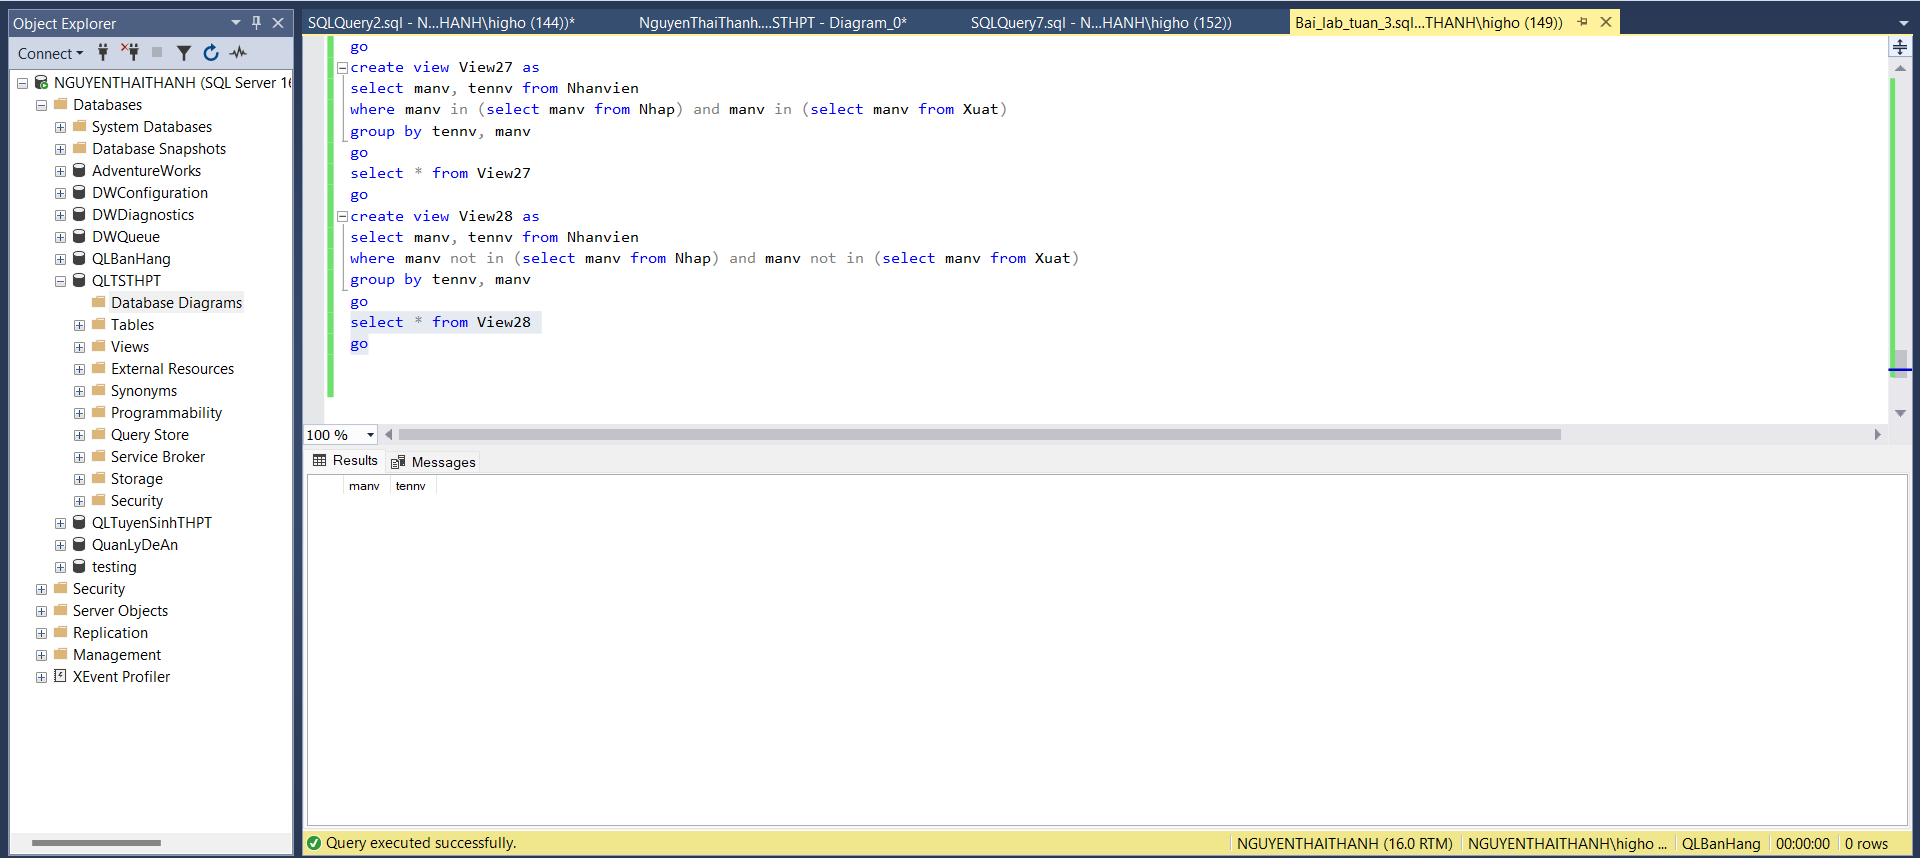 Object Explorer
Connect
NGUYENTHAITHANH (SQL Server 16
Databases
System Databases
Database Snapshots
AdventureWorks
DWConfiguration
DWDiagnostics
DWQueue
QLBanHang
QLTSTHPT
Database Diagrams
Tables
Views
External Resources
Synonyms
Programmability
Query Store
Service Broker
Storage
Security
QLTuyenSinhTHPT
QuanLyDeAn
testing
Security
Server Objects
Replication
Management
XEvent Profiler
SQLQuery2.sql - N...HANH\higho (144))*
NguyenThaiThanh....STHPT - Diagram_0*
SQLQuery7.sql - N...HANH\higho (152))
Bai_lab_tuan_3.sql...THANH\higho (149))
go
create view View27 as
select manv, tennv from Nhanvien
where manv in (select manv from Nhap) and manv in (select manv from Xuat)
group by tennv, manv
go
select * from View27
go
create view View28 as
select manv, tennv from Nhanvien
where manv not in (select manv from Nhap) and manv not in (select manv from Xuat)
group by tennv, manv
go
select * from View28
go
100 %
Results
Messages
manv tennv
Query executed successfully.
NGUYENTHAITHANH (16.0 RTM)
NGUYENTHAITHANH\higho ...
QLBanHang
00:00:00
0 rows